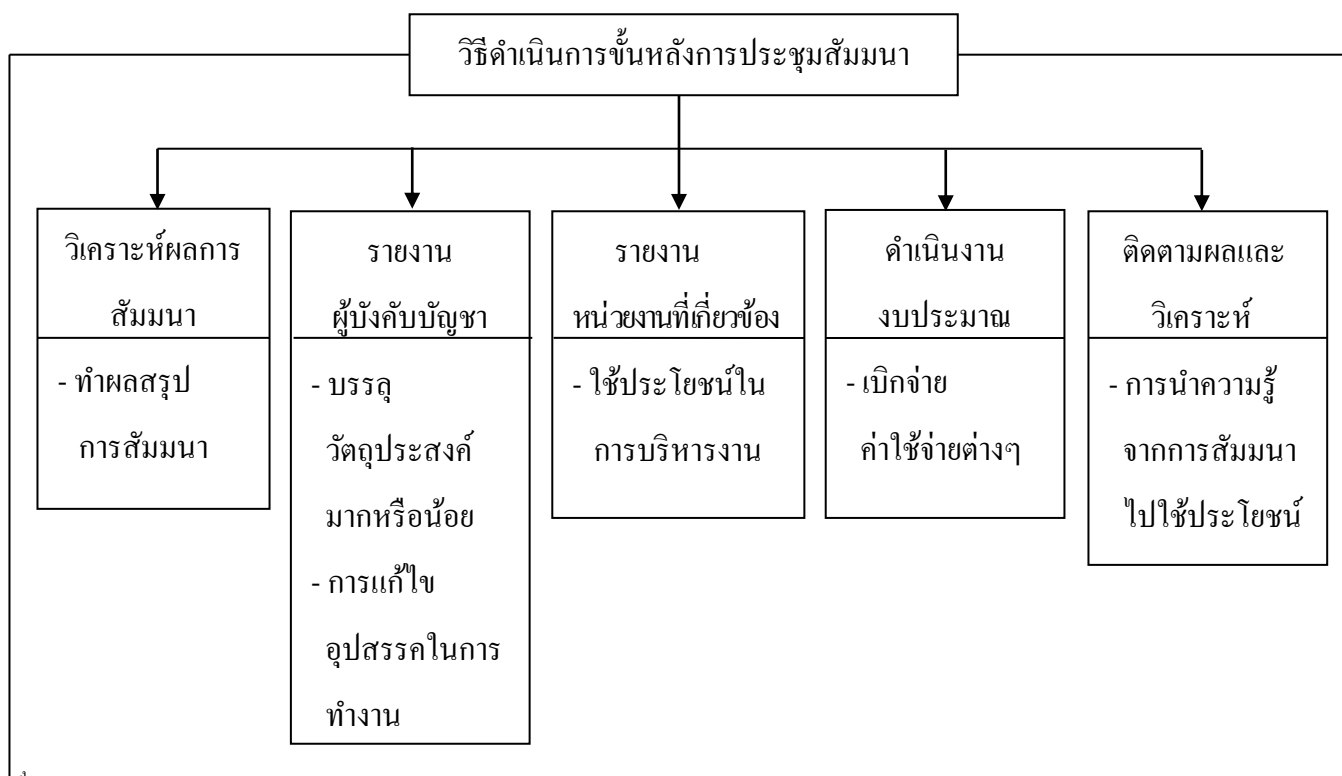 วิธีดำเนินการขั้นหลังการประชุมสัมมนา
วิเคราะห์ผลการ
สัมมนา
- ทำผลสรุป
การสัมมนา
รายงาน
ผู้บังคับบัญชา
- บรรลุ
วัตถุประสงค์
มากหรือน้อย
- การแก้ไข
อุปสรรคในการ
ทำงาน
รายงาน
หน่วยงานที่เกี่ยวข้อง
- ใช้ประโยชน์ใน
การบริหารงาน
ดำเนินงาน
งบประมาณ
- เบิกจ่าย
ค่าใช้จ่ายต่างๆ
ติดตามผลและ
วิเคราะห์
- การนำความรู้
จากการสัมมนา
ไปใช้ประโยชน์